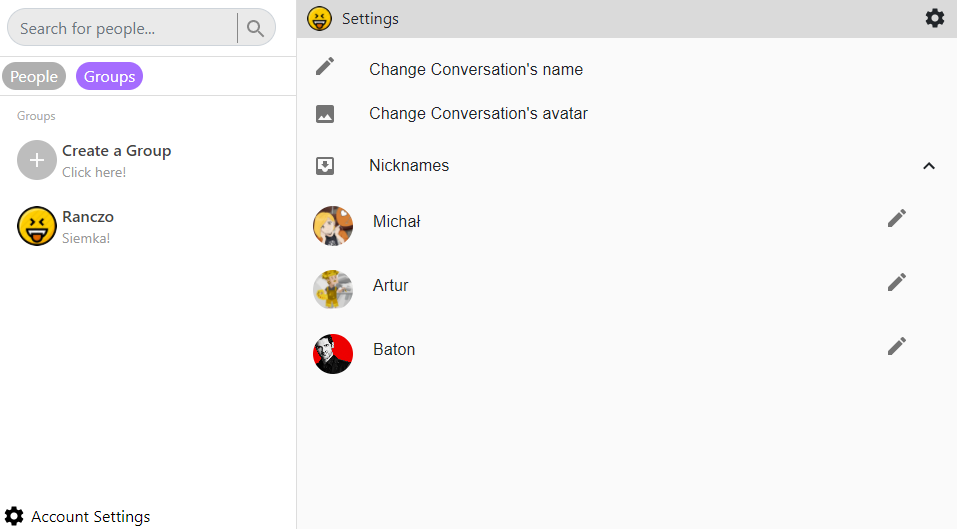 Search for people...
People
Groups
Groups
Create a Group
Click here!
Ranczo
Siemka!
Account Settings
Settings
Change Conversation's name
Change Conversation's avatar
Nicknames
Michał
Artur
Baton